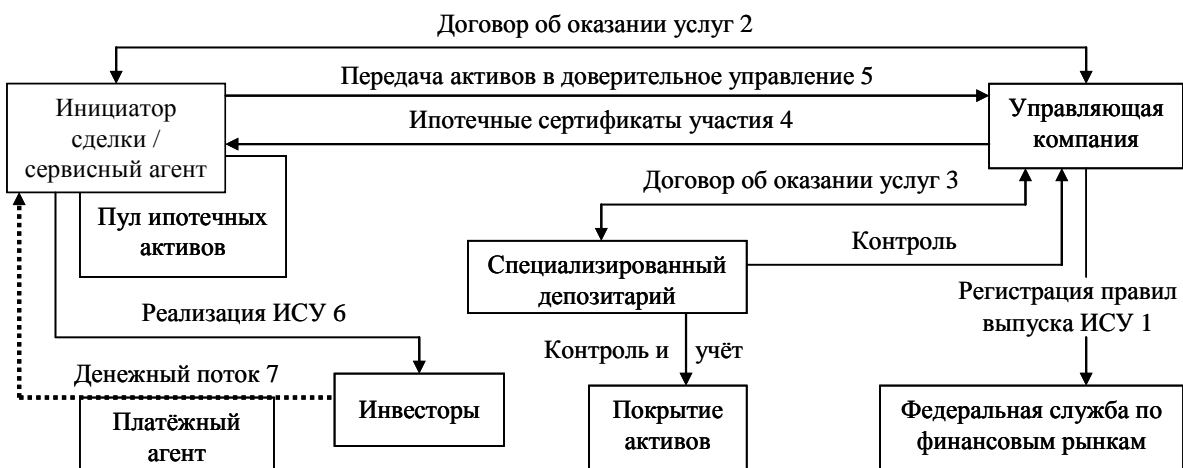 Договор об оказании услуг 2
Передача активов в доверительное управление 5
Инициатор
сделки /
сервисный агент
Управляющая
компания
Ипотечные сертификаты участия 4
Договор об оказании услуг 3
Пул ипотечных
активов
Контроль
Специализированный
депозитарий
Регистрация правил
выпуска ИСУ 1
Реализация ИСУ 6
Контроль и учёт
Денежный поток 7
Инвесторы
Покрытие
активов
Федеральная служба по
финансовым рынкам
Платёжный
агент